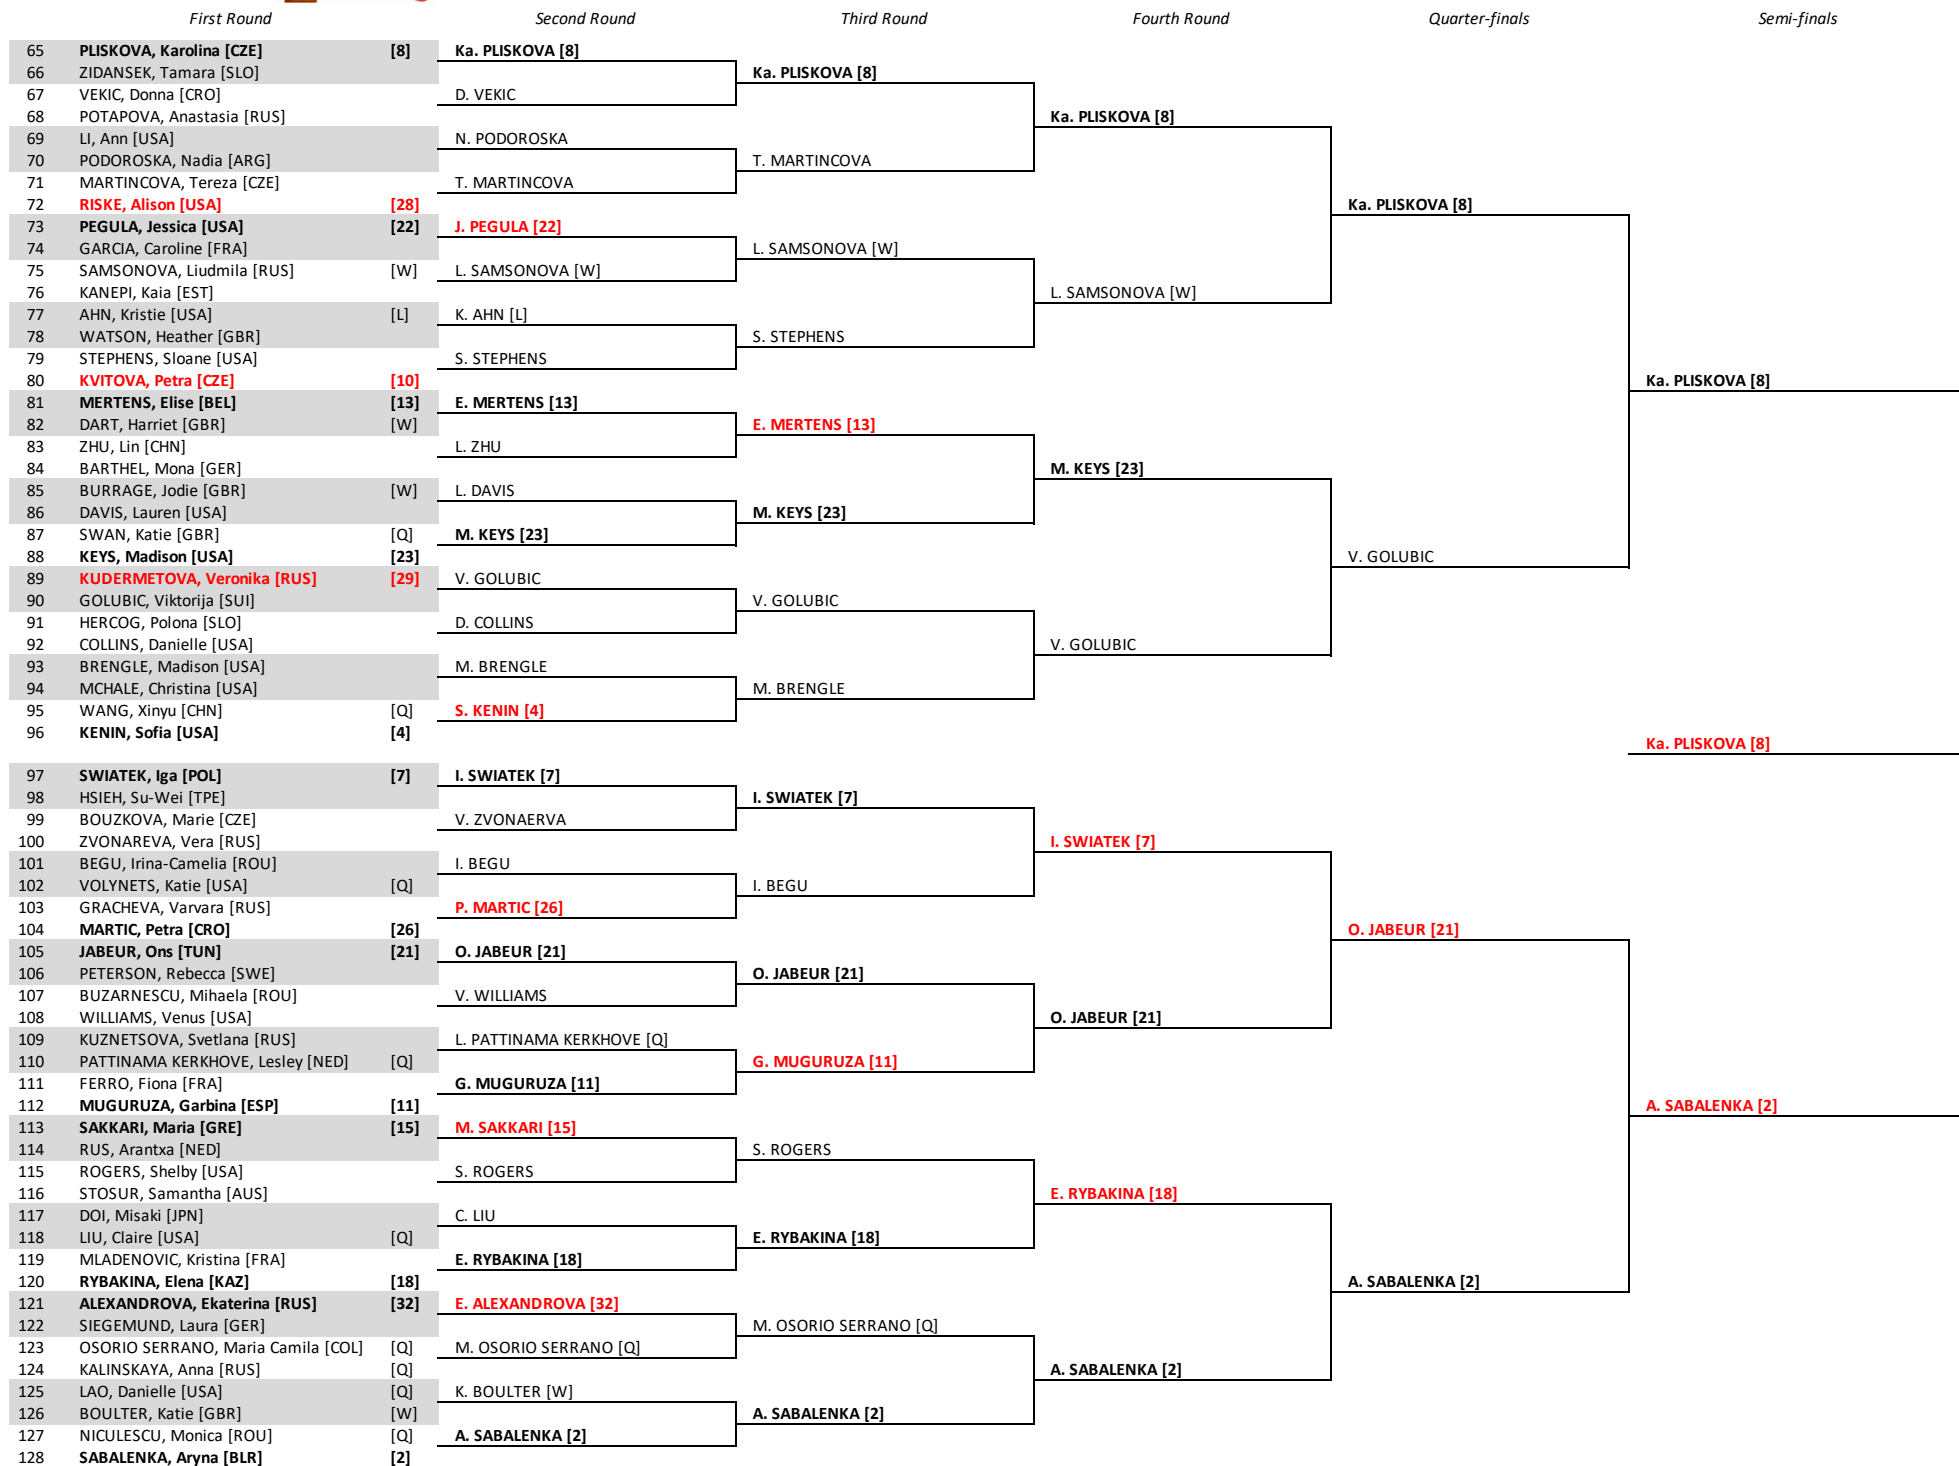 First Round Second Round Third Round Fourth Round Quarter-finals Semi-finals
65 PLISKOVA, Karolina [CZE] [8] Ka. PLISKOVA [8]
66 ZIDANSEK, Tamara [SLO] Ka. PLISKOVA [8]
67 VEKIC, Donna [CRO] D. VEKIC
68 POTAPOVA, Anastasia [RUS] Ka. PLISKOVA [8]
69 LI, Ann [USA] N. PODOROSKA
70 PODOROSKA, Nadia [ARG] T. MARTINCOVA
71 MARTINCOVA, Tereza [CZE] T. MARTINCOVA
72 RISKE, Alison [USA] [28] Ka. PLISKOVA [8]
73 PEGULA, Jessica [USA] [22] J. PEGULA [22]
74 GARCIA, Caroline [FRA] L. SAMSONOVA [W]
75 SAMSONOVA, Liudmila [RUS] [W] L. SAMSONOVA [W]
76 KANEPI, Kaia [EST] L. SAMSONOVA [W]
77 AHN, Kristie [USA] [L] K. AHN [L]
78 WATSON, Heather [GBR] S. STEPHENS
79 STEPHENS, Sloane [USA] S. STEPHENS
80 KVITOVA, Petra [CZE] [10] Ka. PLISKOVA [8]
81 MERTENS, Elise [BEL] [13] E. MERTENS [13]
82 DART, Harriet [GBR] [W] E. MERTENS [13]
83 ZHU, Lin [CHN] L. ZHU
84 BARTHEL, Mona [GER] M. KEYS [23]
85 BURRAGE, Jodie [GBR] [W] L. DAVIS
86 DAVIS, Lauren [USA] M. KEYS [23]
87 SWAN, Katie [GBR] [Q] M. KEYS [23]
88 KEYS, Madison [USA] [23] V. GOLUBIC
89 KUDERMETOVA, Veronika [RUS] [29] V. GOLUBIC
90 GOLUBIC, Viktorija [SUI] V. GOLUBIC
91 HERCOG, Polona [SLO] D. COLLINS
92 COLLINS, Danielle [USA] V. GOLUBIC
93 BRENGLE, Madison [USA] M. BRENGLE
94 MCHALE, Christina [USA] M. BRENGLE
95 WANG, Xinyu [CHN] [Q] S. KENIN [4]
96 KENIN, Sofia [USA] [4]
Ka. PLISKOVA [8]
97 SWIATEK, Iga [POL] [7] I. SWIATEK [7]
98 HSIEH, Su-Wei [TPE] I. SWIATEK [7]
99 BOUZKOVA, Marie [CZE] V. ZVONAERVA
100 ZVONAREVA, Vera [RUS] I. SWIATEK [7]
101 BEGU, Irina-Camelia [ROU] I. BEGU
102 VOLYNETS, Katie [USA] [Q] I. BEGU
103 GRACHEVA, Varvara [RUS] P. MARTIC [26]
104 MARTIC, Petra [CRO] [26] O. JABEUR [21]
105 JABEUR, Ons [TUN] [21] O. JABEUR [21]
106 PETERSON, Rebecca [SWE] O. JABEUR [21]
107 BUZARNESCU, Mihaela [ROU] V. WILLIAMS
108 WILLIAMS, Venus [USA] O. JABEUR [21]
109 KUZNETSOVA, Svetlana [RUS] L. PATTINAMA KERKHOVE [Q]
110 PATTINAMA KERKHOVE, Lesley [NED] [Q] G. MUGURUZA [11]
111 FERRO, Fiona [FRA] G. MUGURUZA [11]
112 MUGURUZA, Garbina [ESP] [11] A. SABALENKA [2]
113 SAKKARI, Maria [GRE] [15] M. SAKKARI [15]
114 RUS, Arantxa [NED] S. ROGERS
115 ROGERS, Shelby [USA] S. ROGERS
116 STOSUR, Samantha [AUS] E. RYBAKINA [18]
117 DOI, Misaki [JPN] C. LIU
118 LIU, Claire [USA] [Q] E. RYBAKINA [18]
119 MLADENOVIC, Kristina [FRA] E. RYBAKINA [18]
120 RYBAKINA, Elena [KAZ] [18] A. SABALENKA [2]
121 ALEXANDROVA, Ekaterina [RUS] [32] E. ALEXANDROVA [32]
122 SIEGEMUND, Laura [GER] M. OSORIO SERRANO [Q]
123 OSORIO SERRANO, Maria Camila [COL] [Q] M. OSORIO SERRANO [Q]
124 KALINSKAYA, Anna [RUS] [Q] A. SABALENKA [2]
125 LAO, Danielle [USA] [Q] K. BOULTER [W]
126 BOULTER, Katie [GBR] [W] A. SABALENKA [2]
127 NICULESCU, Monica [ROU] [Q] A. SABALENKA [2]
128 SABALENKA, Aryna [BLR] [2]